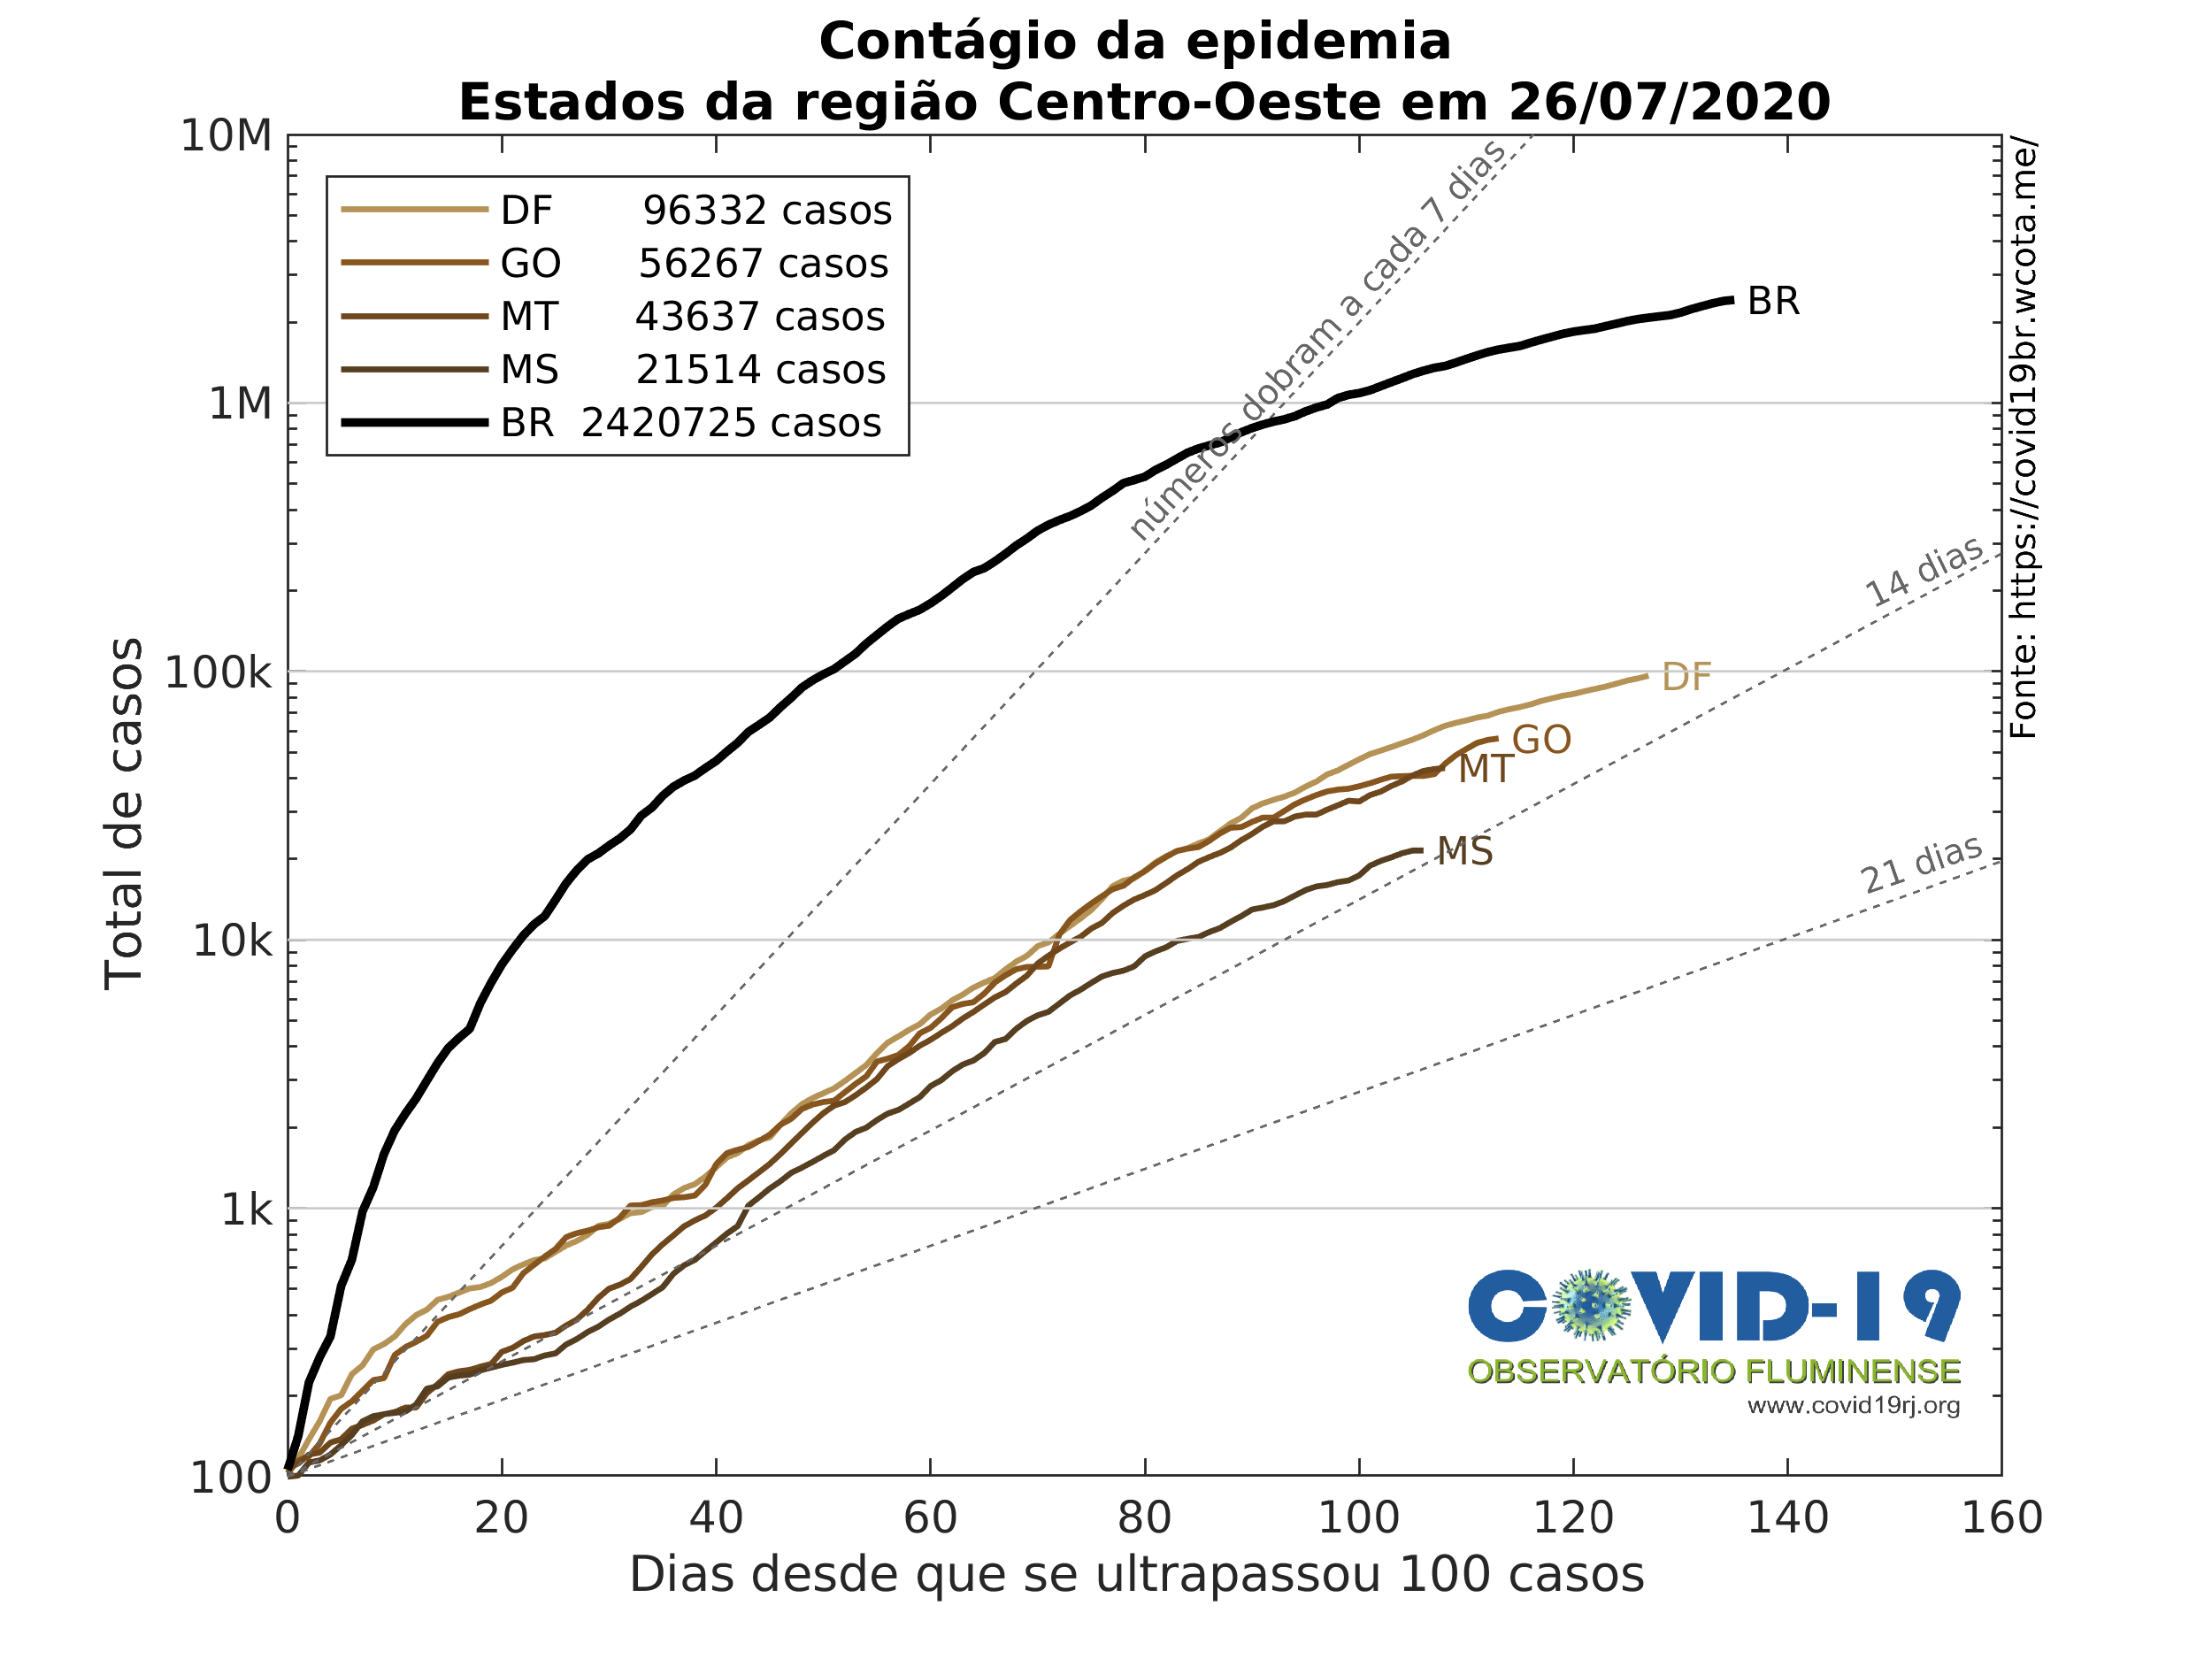 Contágio da epidemia
Estados da região Centro-Oeste em 26/07/2020
10M
1M
100k
10k
1k
100
Total de casos
DF 96332 casos
GO 56267 casos
MT 43637 casos
MS 21514 casos
BR 2420725 casos
números dobram a cada 7 dias
14 dias
21 dias
BR
DF
GO
MT
MS
Fonte: https://covid19br.wcota.me/
COVID-19
OBSERVATÓRIO FLUMINENSE
www.covid19rj.org
0 20 40 60 80 100 120 140 160
Dias desde que se ultrapassou 100 casos